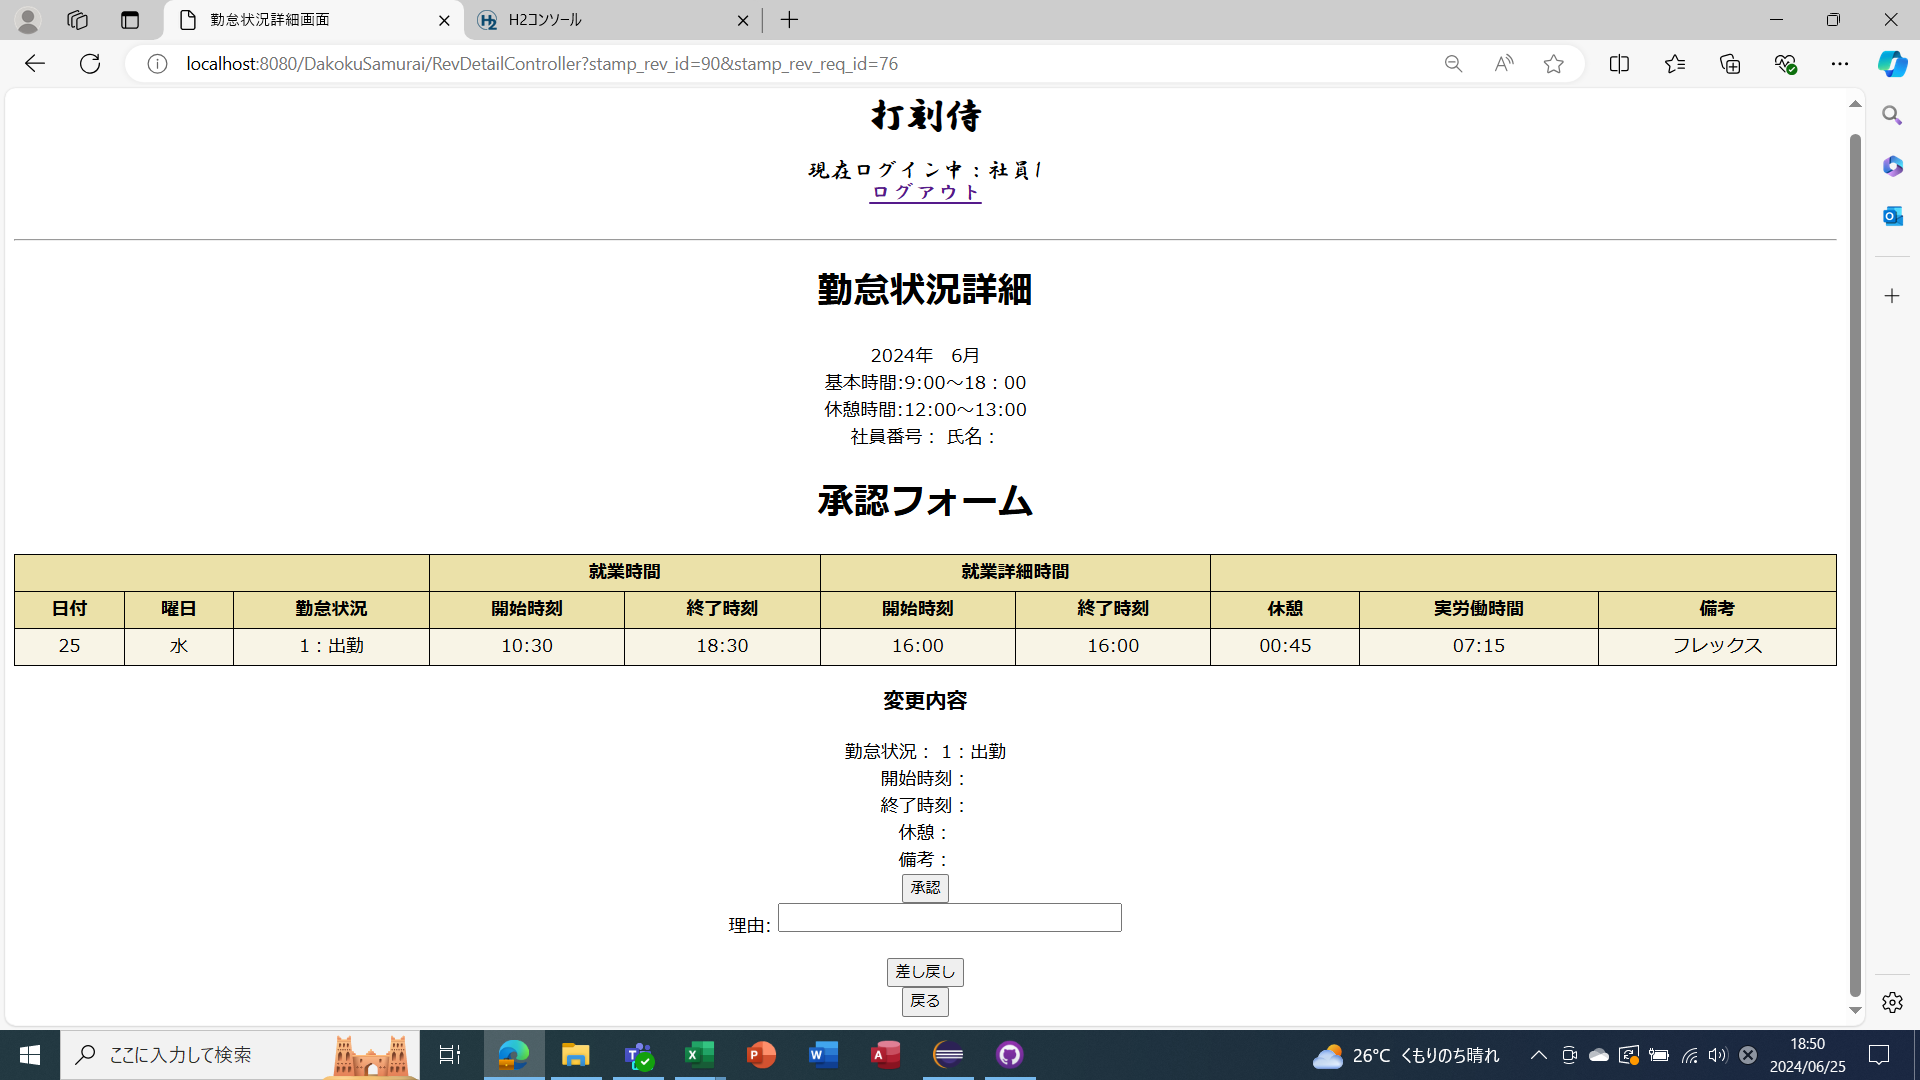 勤怠状況詳細画面
H2コンソール
localhost:8080/DakokuSamurai/RevDetailController?stamp_rev_id=90&stamp_rev_req_id=76
打刻侍
現在ログイン中：社員1
ログアウト
勤怠状況詳細
2024年　6月
基本時間:9:00～18：00
休憩時間:12:00～13:00
社員番号： 氏名：
承認フォーム
就業時間 就業詳細時間
日付 曜日 勤怠状況 開始時刻 終了時刻 開始時刻 終了時刻 休憩 実労働時間 備考
25 水 1：出勤 10:30 18:30 16:00 16:00 00:45 07:15 フレックス
変更内容
勤怠状況： 1：出勤
開始時刻：
終了時刻：
休憩：
備考：
承認
理由:
差し戻し
戻る
ここに入力して検索
26°C くもりのち晴れ
18:50
2024/06/25